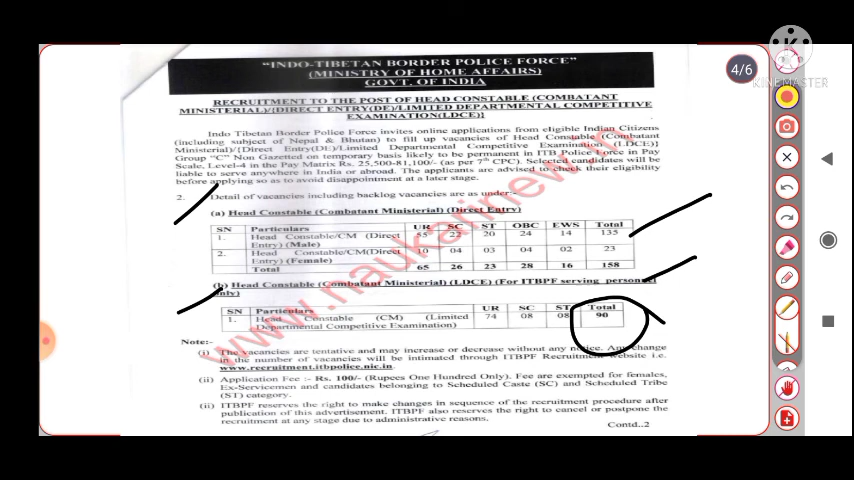 4/6
KINEMASTER
"INDO-TIBETAN BORDER POLICE FORCE"
(MINISTRY OF HOME AFFAIRS)
GOVT. OF INDIA
RECRUITMENT TO THE POST OF HEAD CONSTABLE (COMBATANT
MINISTERIAL)/{DIRECT ENTRY(DE)/LIMITED DEPARTMENTAL COMPETITIVE
EXAMINATION(LDCE)}
Indo Tibetan Border Police Force invites online applications from eligible Indian Citizens
(including subject of Nepal & Bhutan) to fill up vacancies of Head Constable (Combatant
Ministerial)/{Direct Entry(DE)/Limited Departmental Competitive Examination (LDCE)}
Group "C" Non Gazetted on temporary basis likely to be permanent in ITB Police Force in Pay
Scale, Level-4 in the Pay Matrix Rs. 25,500-81,100/- (as per 7th CPC). Selected candidates will be
liable to serve anywhere in India or abroad. The applicants are advised to check their eligibility
before applying so as to avoid disappointment at a later stage.
2. Detail of vacancies including backlog vacancies are as under:-
(a) Head Constable (Combatant Ministerial) (Direct Entry)
SN Particulars UR SC ST OBC EWS Total
1. Head Constable/CM (Direct Entry) (Male) 55 22 20 24 14 135
2. Head Constable/CM(Direct Entry) (Female) 10 04 03 04 02 23
Total 65 26 23 28 16 158
(b) Head Constable (Combatant Ministerial) (LDCE) (For ITBPF serving personnel
only)
SN Particulars UR SC ST Total
1. Head Constable (CM) (Limited Departmental Competitive Examination) 74 08 08 90
Note:-
(i) The vacancies are tentative and may increase or decrease without any notice. Any change
in the number of vacancies will be intimated through ITBPF Recruitment website i.e.
www.recruitment.itbpolice.nic.in.
(ii) Application Fee :- Rs. 100/- (Rupees One Hundred Only). Fee are exempted for females,
Ex-Servicemen and candidates belonging to Scheduled Caste (SC) and Scheduled Tribe
(ST) category.
(ii) ITBPF reserves the right to make changes in sequence of the recruitment procedure after
publication of this advertisement. ITBPF also reserves the right to cancel or postpone the
recruitment at any stage due to administrative reasons.
Contd..2